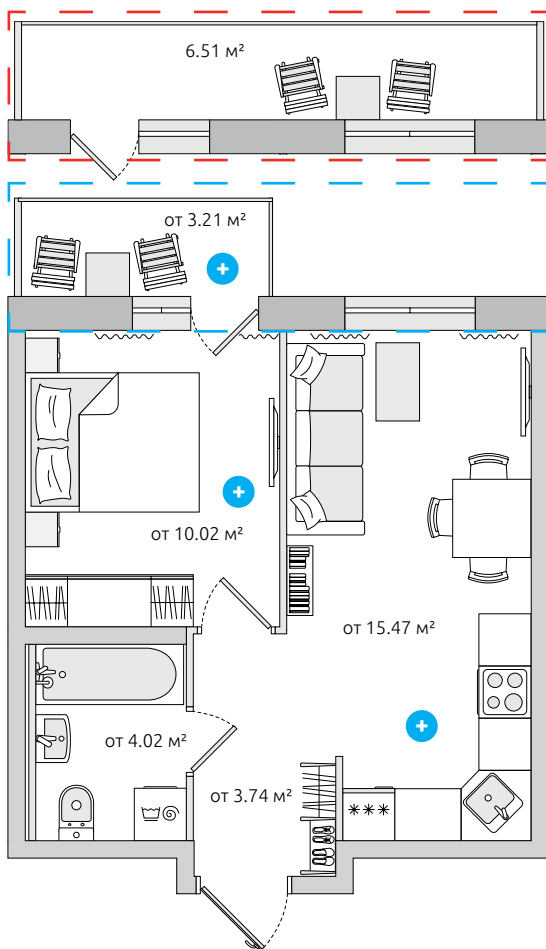 6.51 м²
от 3.21 м²
от 10.02 м²
от 15.47 м²
от 4.02 м²
от 3.74 м²